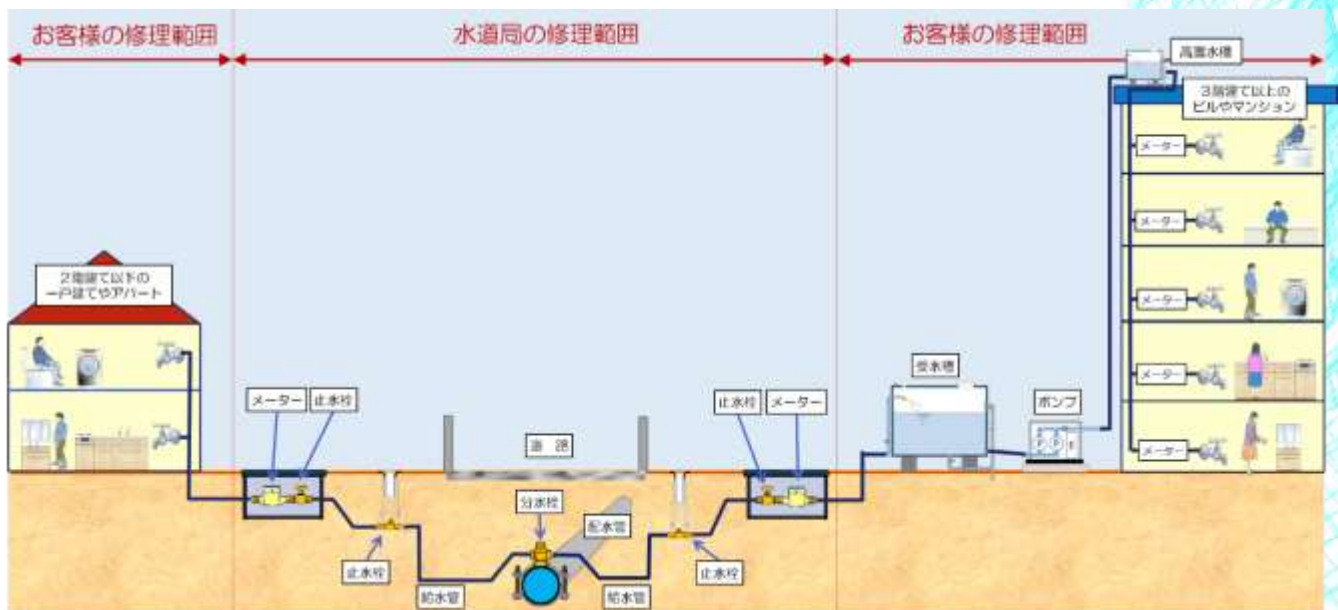 お客様の修理範囲
水道局の修理範囲
お客様の修理範囲
高置水槽
3階建て以上の
ビルやマンション
メーター
メーター
メーター
メーター
メーター
2階建て以下の
一戸建てやアパート
メーター
止水栓
道路
止水栓
メーター
受水槽
ポンプ
P
P
分水栓
配水管
止水栓
給水管
給水管
止水栓